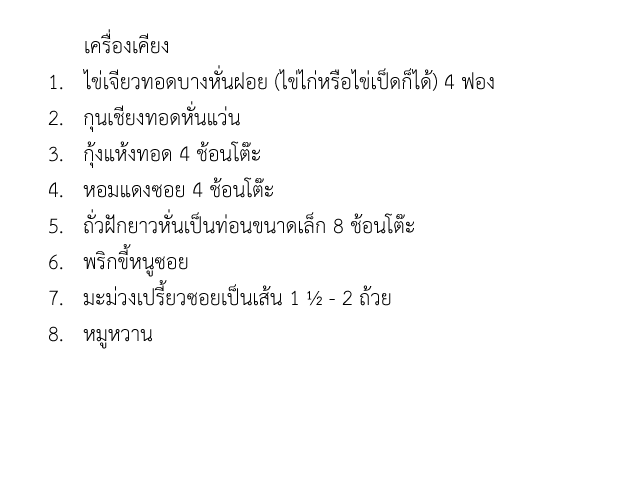 เครื่องเคียง
1. ไข่เจียวทอดบางหั่นฝอย (ไข่ไก่หรือไข่เป็ดก็ได้) 4 ฟอง
2. กุนเชียงทอดหั่นแว่น
3. กุ้งแห้งทอด 4 ช้อนโต๊ะ
4. หอมแดงซอย 4 ช้อนโต๊ะ
5. ถั่วฝักยาวหั่นเป็นท่อนขนาดเล็ก 8 ช้อนโต๊ะ
6. พริกขี้หนูซอย
7. มะม่วงเปรี้ยวซอยเป็นเส้น 1 ½ - 2 ถ้วย
8. หมูหวาน